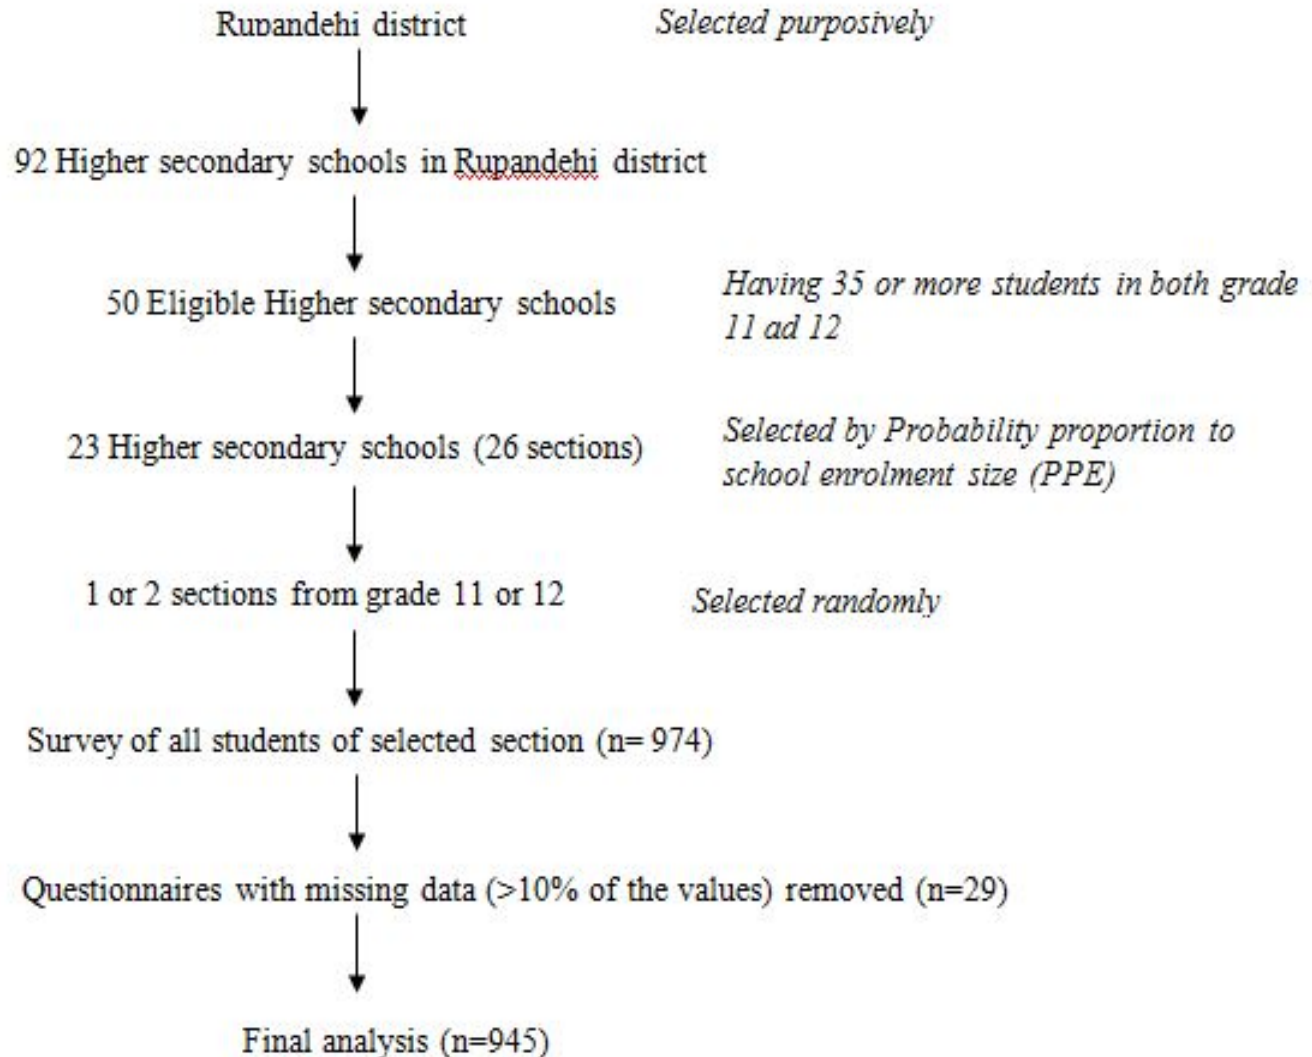 Rupandehi district
Selected purposively
92 Higher secondary schools in Rupandehi district
50 Eligible Higher secondary schools
Having 35 or more students in both grade
11 ad 12
23 Higher secondary schools (26 sections)
Selected by Probability proportion to
school enrolment size (PPE)
1 or 2 sections from grade 11 or 12
Selected randomly
Survey of all students of selected section (n= 974)
Questionnaires with missing data (>10% of the values) removed (n=29)
Final analysis (n=945)